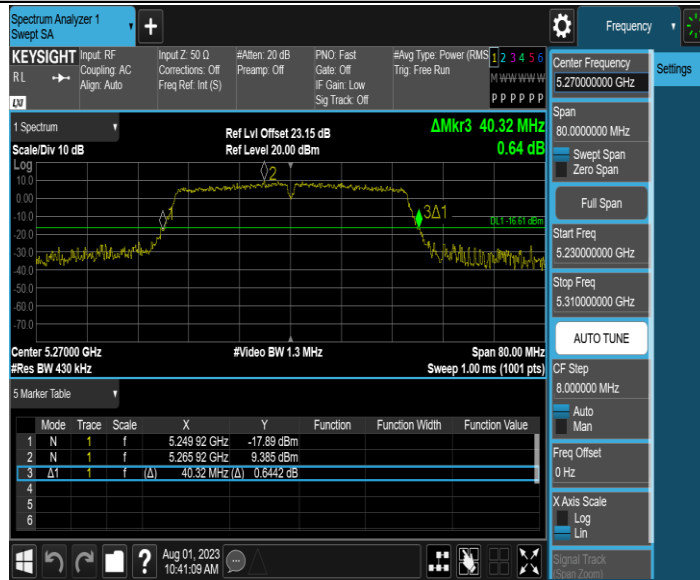 Spectrum Analyzer 1
Swept SA
+
Frequency
KEYSIGHT Input: RF Input Z: 50 Ω #Atten: 20 dB PNO: Fast #Avg Type: Power (RMS 1 2 3 4 5 6
RL Coupling: AC Corrections: Off Preamp: Off Gate: Off Trig: Free Run M W W W W W
Align: Auto Freq Ref: Int (S) IF Gain: Low
LXI Sig Track: Off P P P P P P
1 Spectrum
Ref Lvl Offset 23.15 dB ΔMkr3 40.32 MHz
Scale/Div 10 dB Ref Level 20.00 dBm 0.64 dB
Log
10.0
0.00
-10.0
-20.0
-30.0
-40.0
-50.0
-60.0
-70.0
1
2
3Δ1
DL1 -16.61 dBm
Center 5.27000 GHz #Video BW 1.3 MHz Span 80.00 MHz
#Res BW 430 kHz Sweep 1.00 ms (1001 pts)
5 Marker Table
Mode Trace Scale X Y Function Function Width Function Value
1 N 1 f 5.249 92 GHz -17.89 dBm
2 N 1 f 5.265 92 GHz 9.385 dBm
3 Δ1 1 f (Δ) 40.32 MHz (Δ) 0.6442 dB
4
5
6
? Aug 01, 2023
10:41:09 AM
Center Frequency
5.270000000 GHz
Settings
Span
80.0000000 MHz
Swept Span
Zero Span
Full Span
Start Freq
5.230000000 GHz
Stop Freq
5.310000000 GHz
AUTO TUNE
CF Step
8.000000 MHz
Auto
Man
Freq Offset
0 Hz
X Axis Scale
Log
Lin
Signal Track
(Span Zoom)